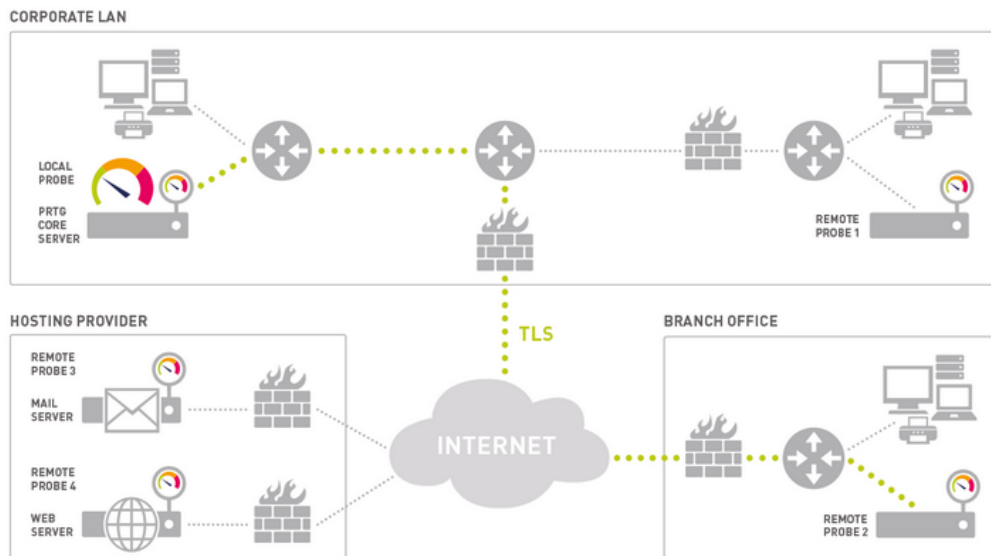 CORPORATE LAN
LOCAL
PROBE
PRTG
CORE
SERVER
REMOTE
PROBE 1
HOSTING PROVIDER
TLS
BRANCH OFFICE
REMOTE
PROBE 3
MAIL
SERVER
INTERNET
REMOTE
PROBE 4
WEB
SERVER
REMOTE
PROBE 2